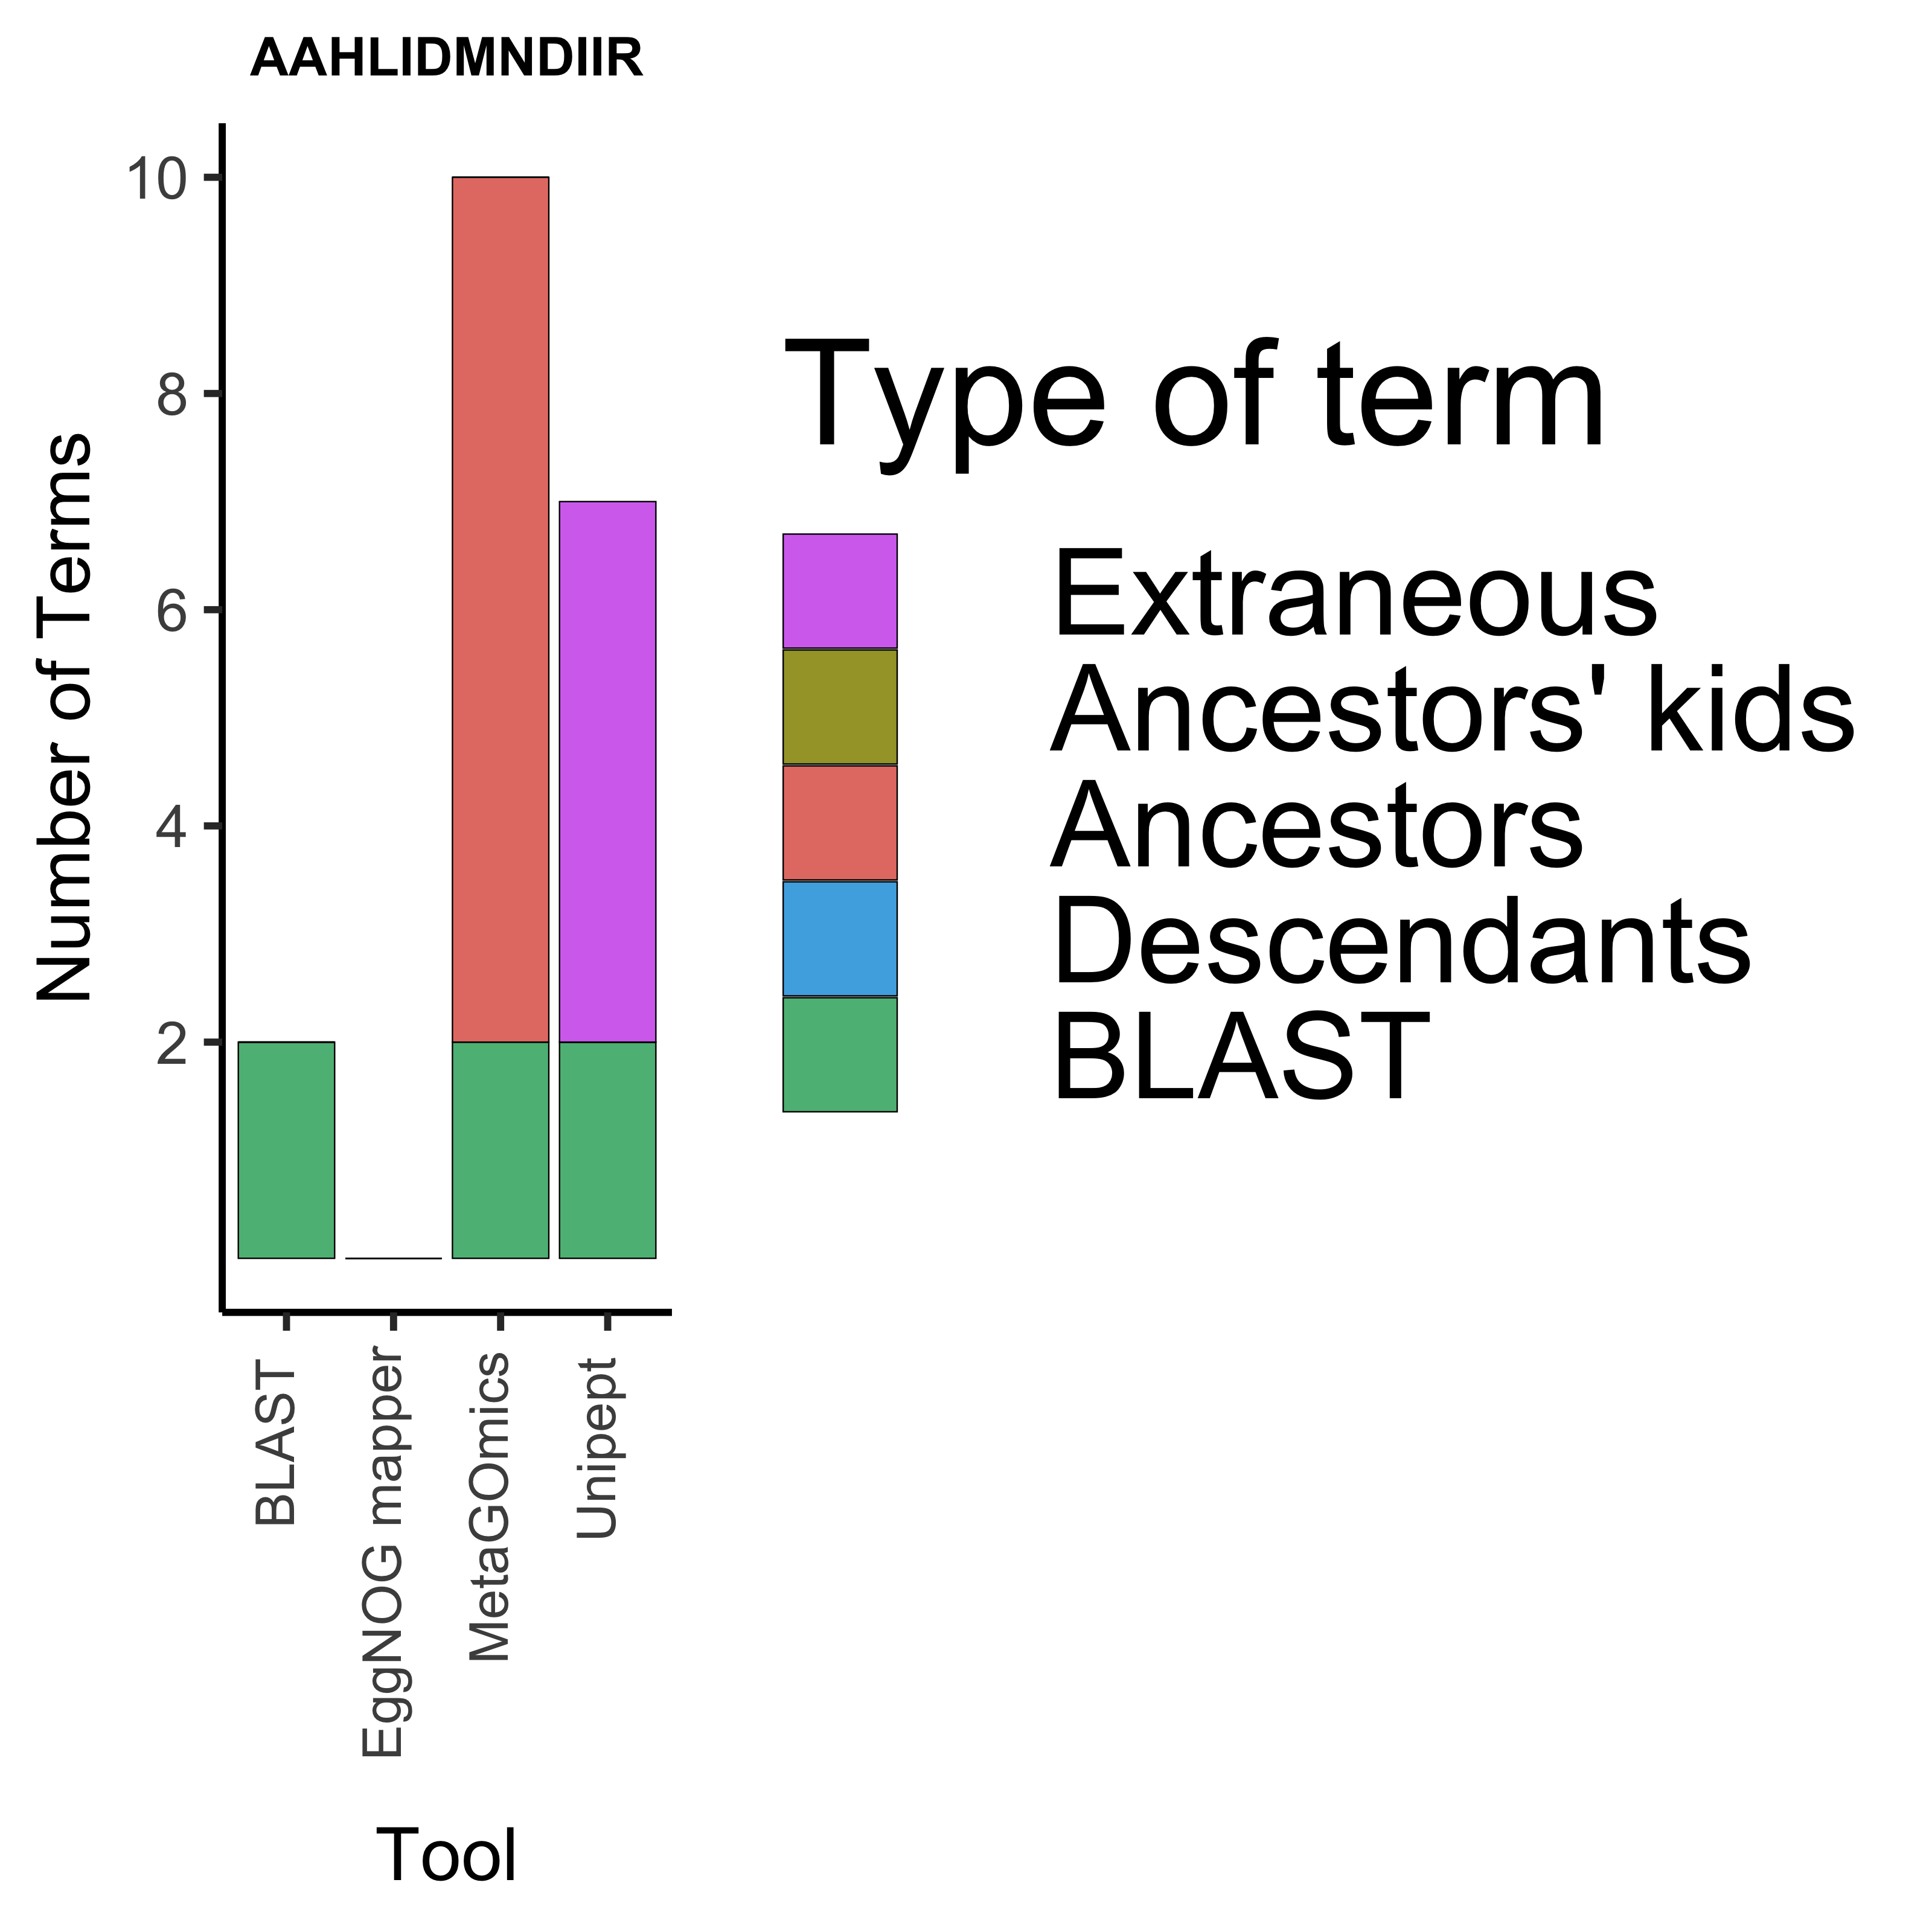 AAHLIDMNDIIR
Number of Terms
10
8
6
4
2
BLAST
EggNOG mapper
MetaGOmics
Unipept
Tool
Type of term
Extraneous
Ancestors' kids
Ancestors
Descendants
BLAST